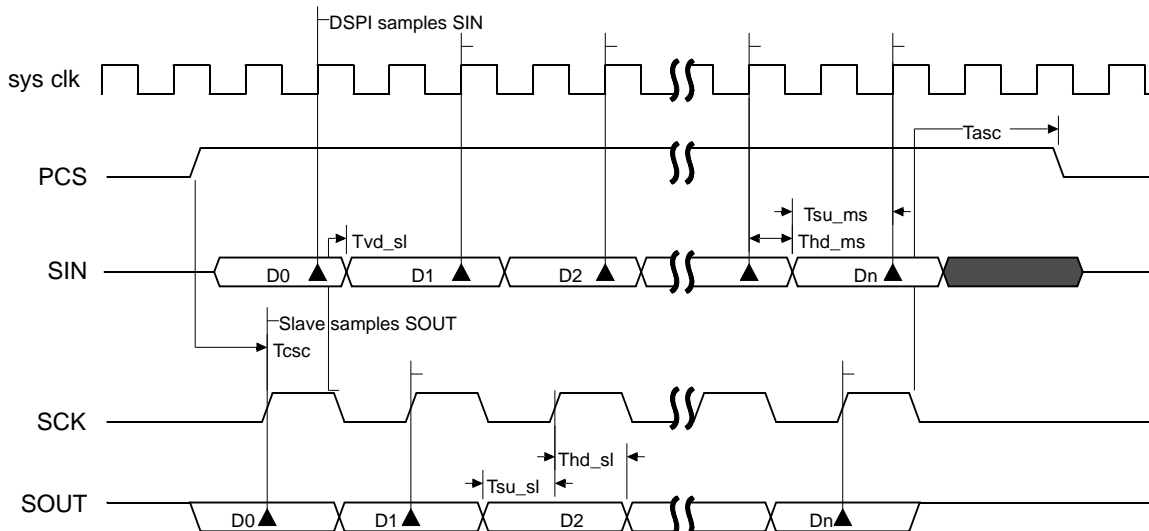 DSPI samples SIN
sys clk
Tasc
PCS
Tsu_ms
Tvd_sl
Thd_ms
SIN
D0
D1
D2
Dn
Slave samples SOUT
Tcsc
SCK
Thd_sl
Tsu_sl
SOUT
D0
D1
D2
Dn